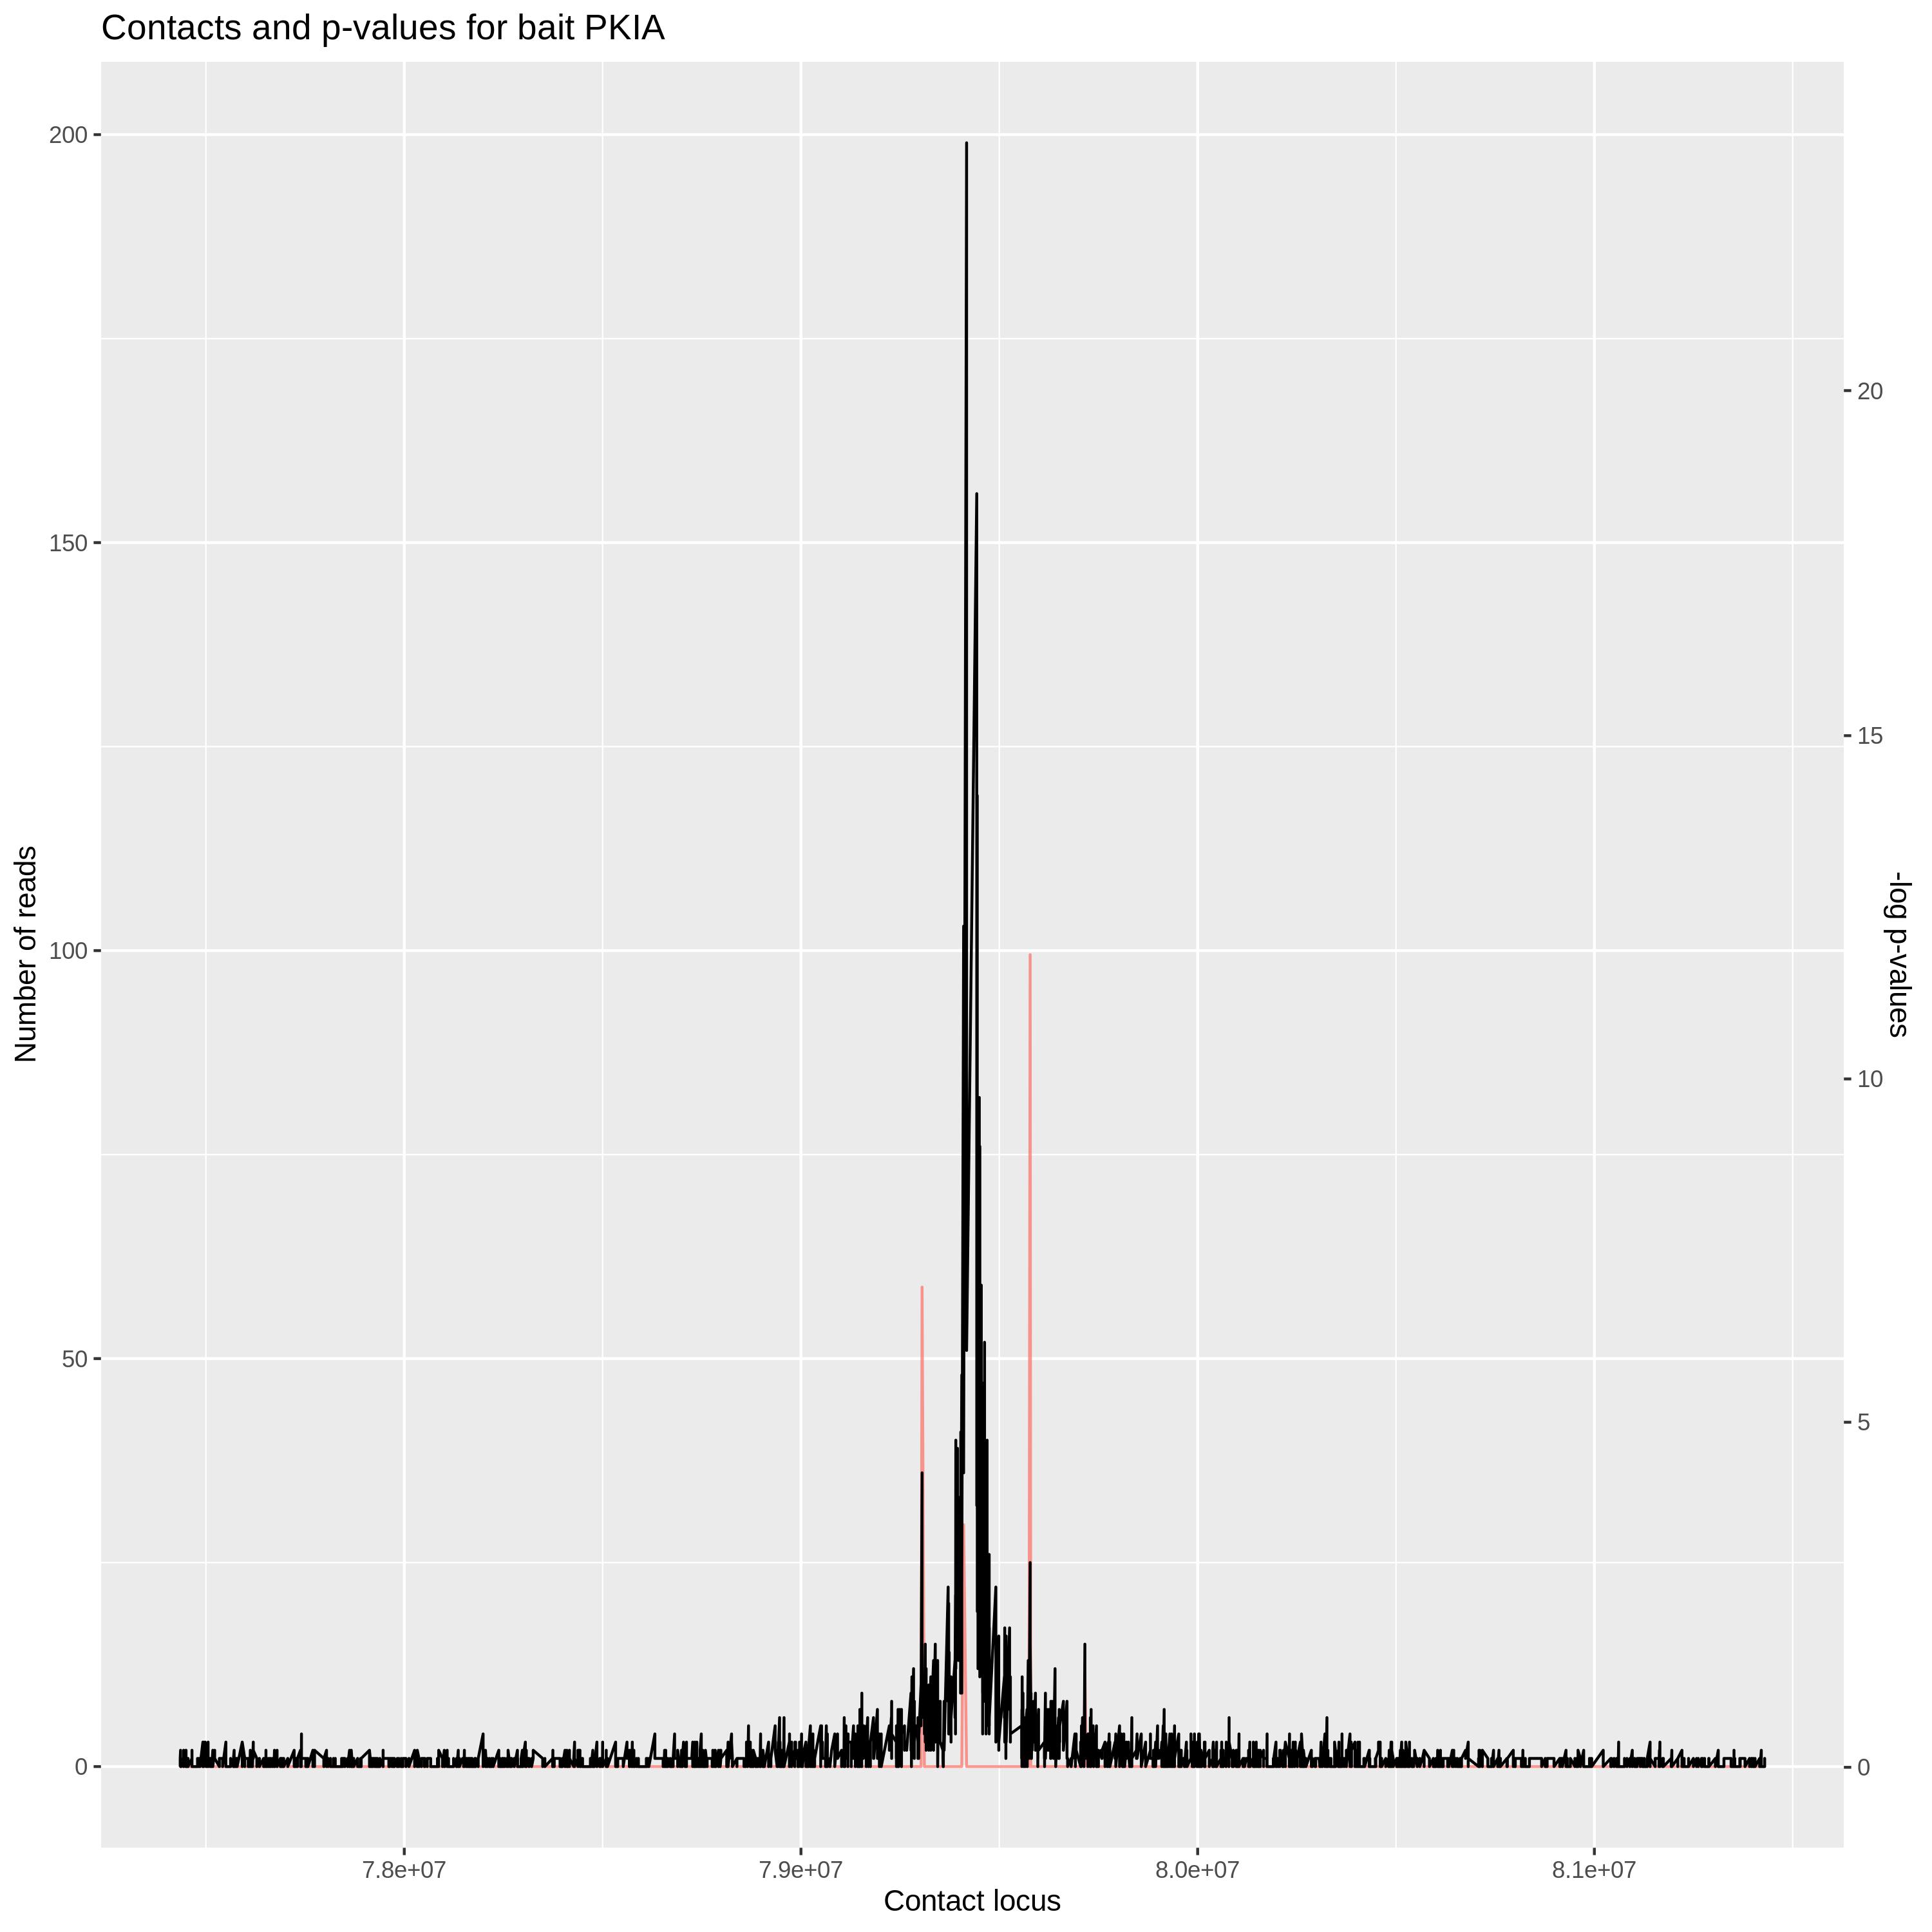 Contacts and p-values for bait PKIA
200
150
100
50
0
Number of reads
20
15
10
5
0
-log p-values
7.8e+07 7.9e+07 8.0e+07 8.1e+07
Contact locus